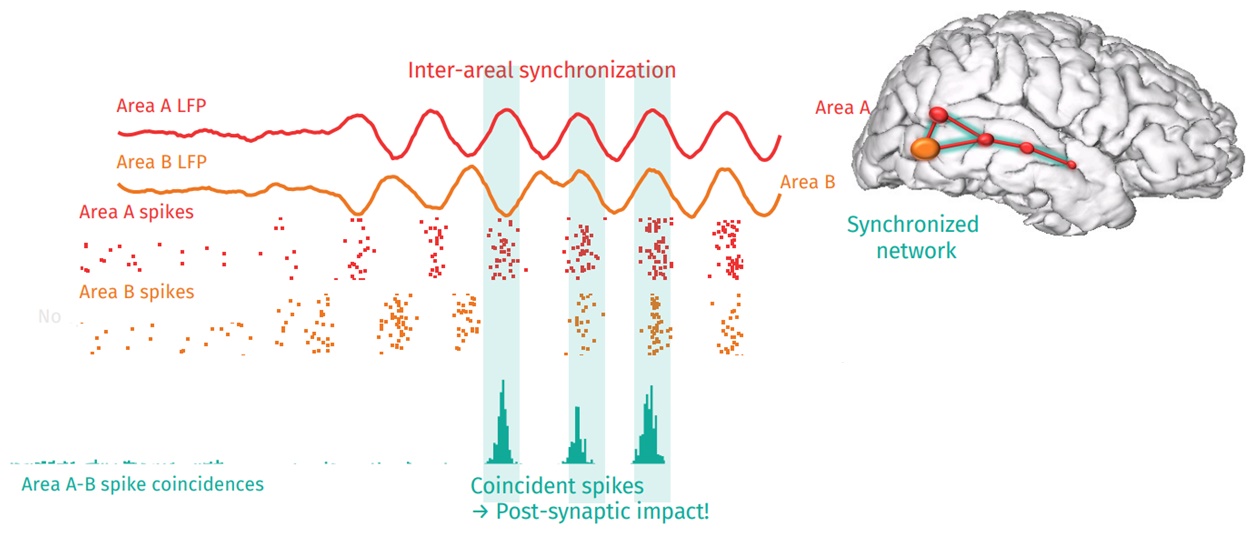 Inter-areal synchronization
Area A LFP
Area A
Area B LFP
Area B
Area A spikes
Synchronized
network
Area B spikes
No
Area A-B spike coincidences
Coincident spikes
→ Post-synaptic impact!